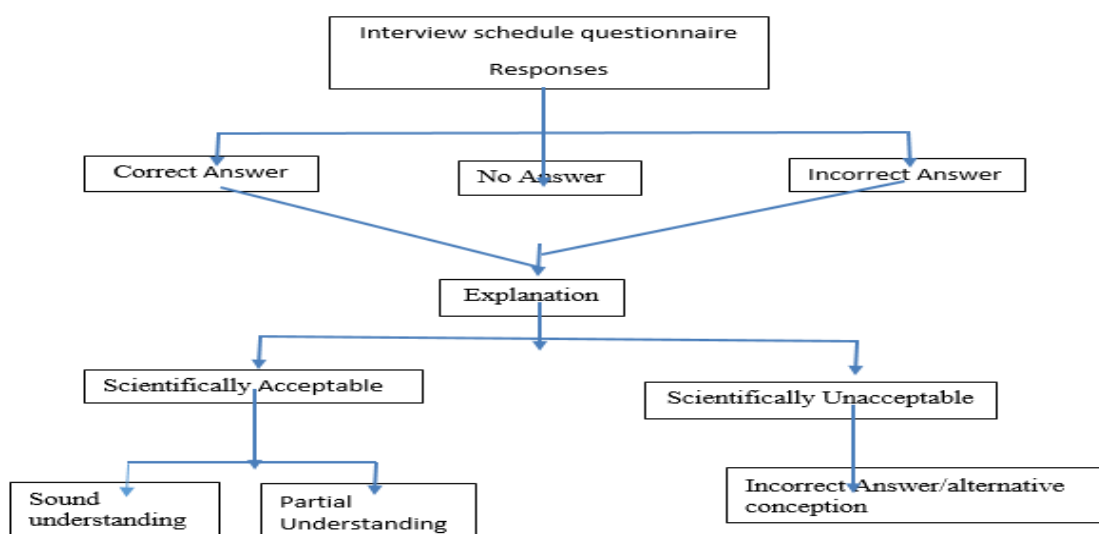 Interview schedule questionnaire
Responses
Correct Answer
No Answer
Incorrect Answer
Explanation
Scientifically Acceptable
Scientifically Unacceptable
Sound
understanding
Partial
Understanding
Incorrect Answer/alternative
conception